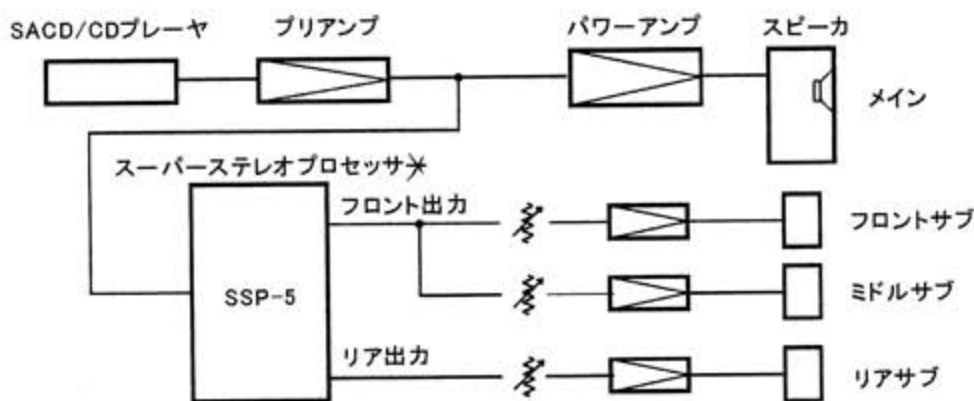 SACD/CDプレーヤ
プリアンプ
パワーアンプ
スピーカ
メイン
スーパーステレオプロセッサ*
フロント出力
フロントサブ
SSP-5
ミドルサブ
リア出力
リアサブ